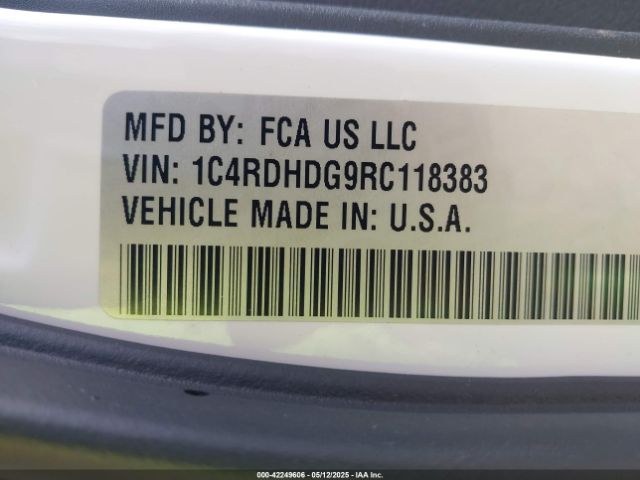 MFD BY: FCA US LLC
VIN: 1C4RDHDG9RC118383
VEHICLE MADE IN: U.S.A.
000-42249606 - 05/12/2025 - IAA Inc.